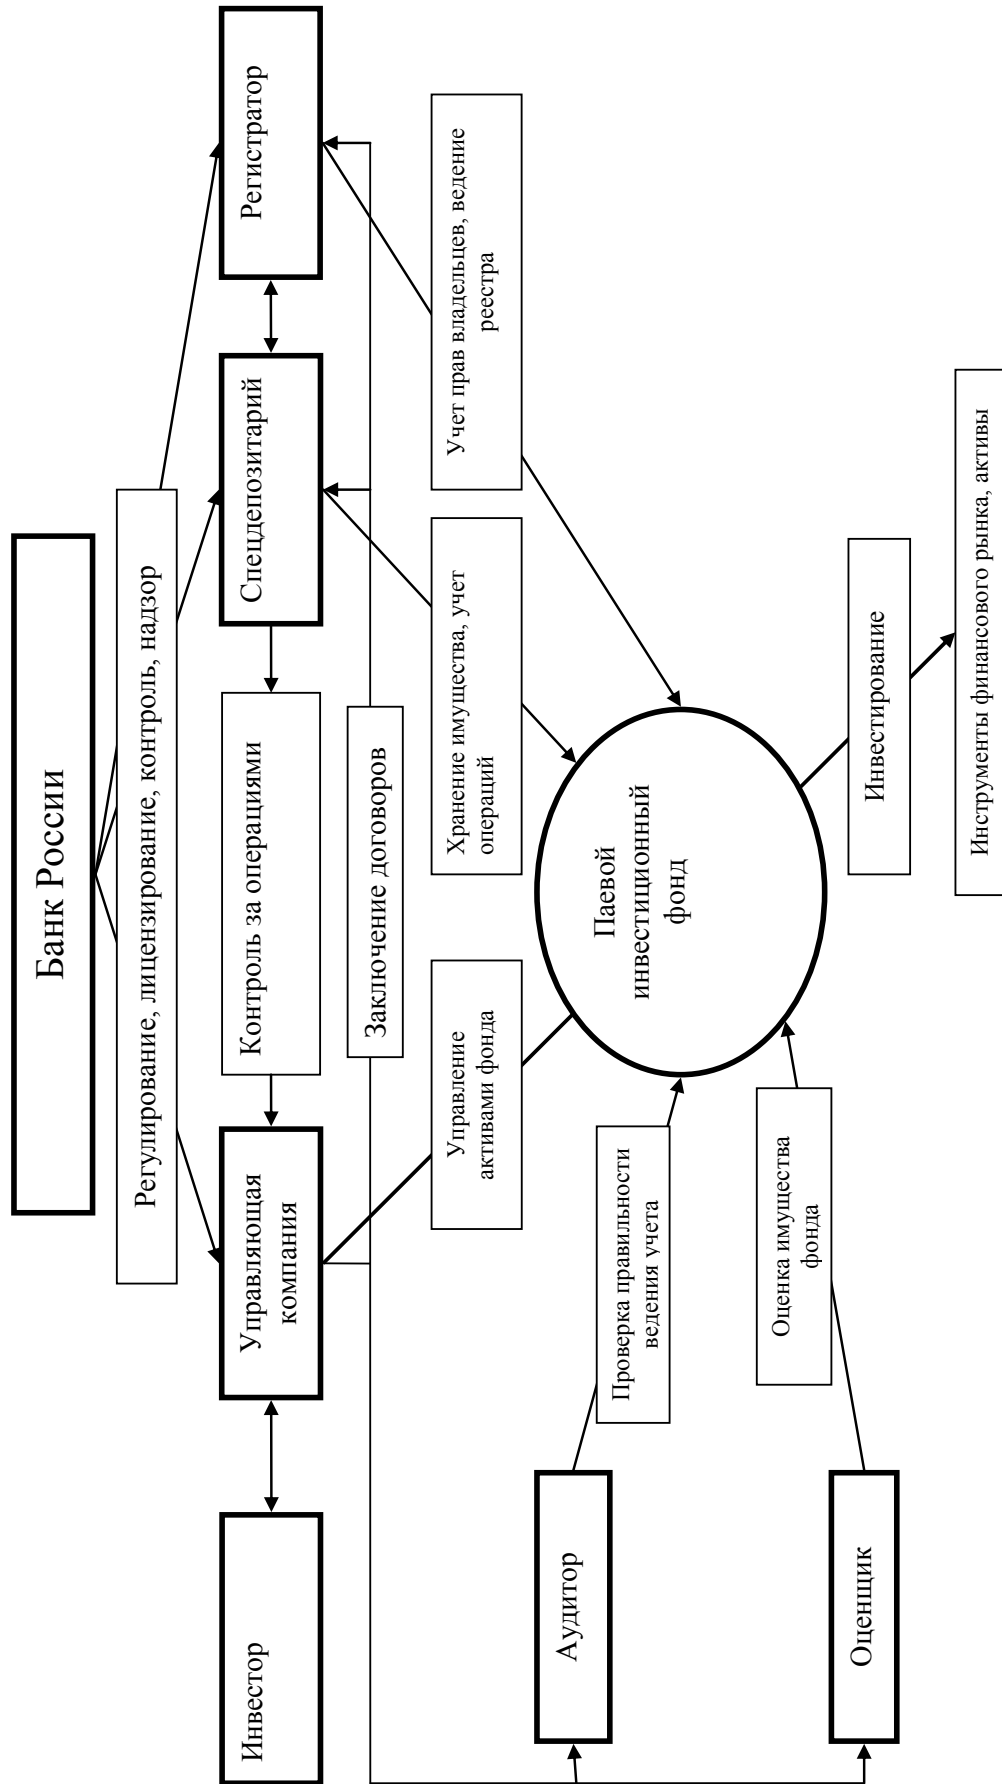 Банк России
Регулирование, лицензирование, контроль, надзор
Инвестор
Управляющая
компания
Контроль за операциями
Спецдепозитарий
Регистратор
Заключение договоров
Управление
активами фонда
Хранение имущества, учет
операций
Учет прав владельцев, ведение
реестра
Аудитор
Проверка правильности
ведения учета
Паевой
инвестиционный
фонд
Оценщик
Оценка имущества
фонда
Инвестирование
Инструменты финансового рынка, активы